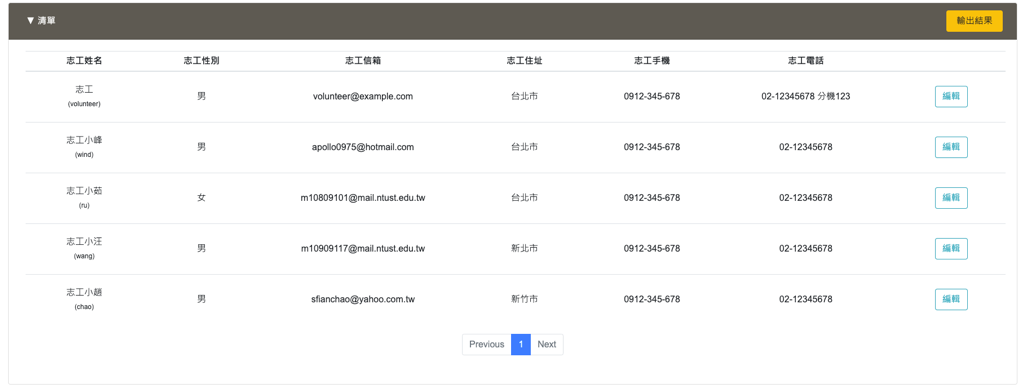 ▼ 清單 輸出結果
志工姓名 志工性別 志工信箱 志工住址 志工手機 志工電話
志工
(volunteer)
男 volunteer@example.com 台北市 0912-345-678 02-12345678 分機123 編輯
志工小峰
(wind)
男 apollo0975@hotmail.com 台北市 0912-345-678 02-12345678 編輯
志工小茹
(ru)
女 m10809101@mail.ntust.edu.tw 台北市 0912-345-678 02-12345678 編輯
志工小汪
(wang)
男 m10909117@mail.ntust.edu.tw 新北市 0912-345-678 02-12345678 編輯
志工小趙
(chao)
男 sfianchao@yahoo.com.tw 新竹市 0912-345-678 02-12345678 編輯
Previous 1 Next